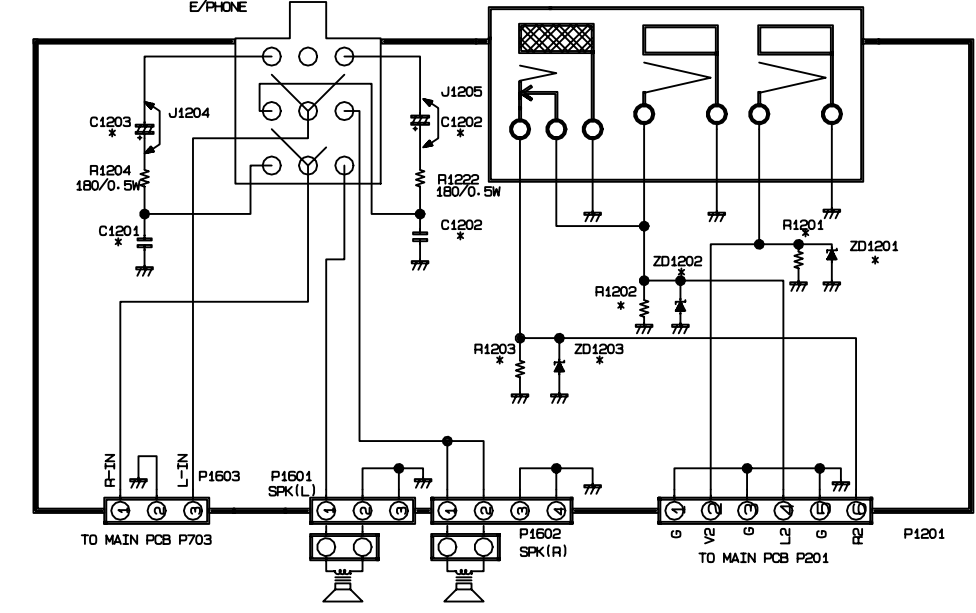 E/PHONE
J1204
C1203
*
R1204
180/0.5W
C1201
*
J1205
C1202
*
R1222
180/0.5W
C1202
*
R1201
*
ZD1201
*
ZD1202
*
R1202
*
R1203
*
ZD1203
*
R-IN
L-IN
P1603
P1601
SPK(L)
1 2 3
1 2 3
1 2 3 4
1 2 3 4 5 6
TO MAIN PCB P703
P1602
SPK(R)
G V2 G L2 G R2
P1201
TO MAIN PCB P201